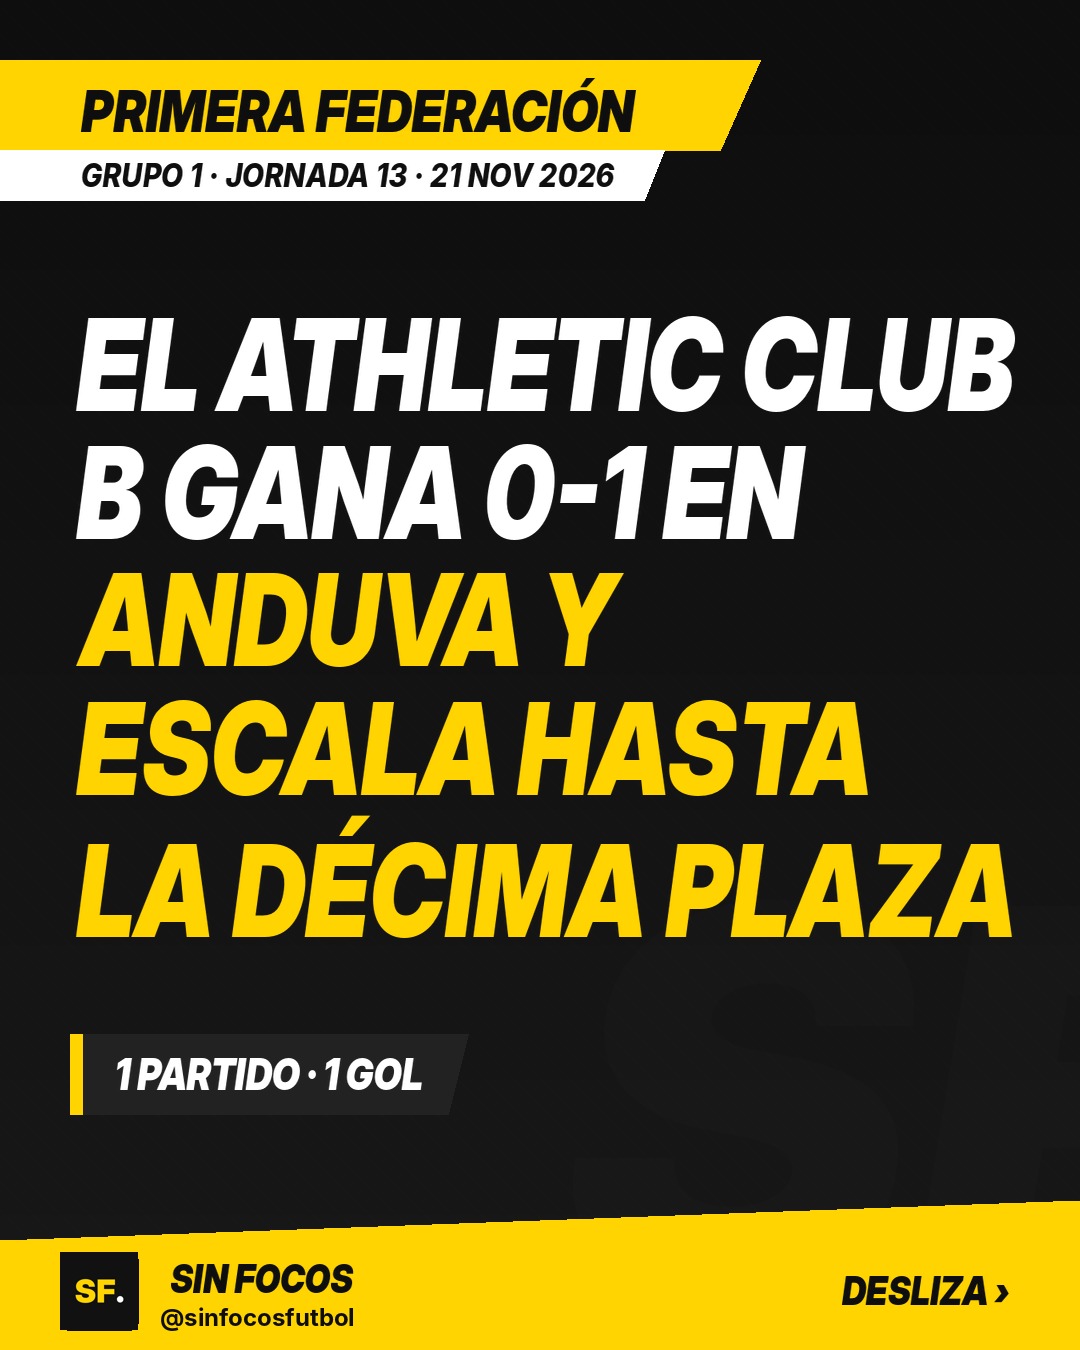 PRIMERA FEDERACIÓN
GRUPO 1 · JORNADA 13 · 21 NOV 2026
EL ATHLETIC CLUB
B GANA 0-1 EN
ANDUVA Y
ESCALA HASTA
LA DÉCIMA PLAZA
1 PARTIDO · 1 GOL
SF.
SIN FOCOS
@sinfocosfutbol
DESLIZA ›